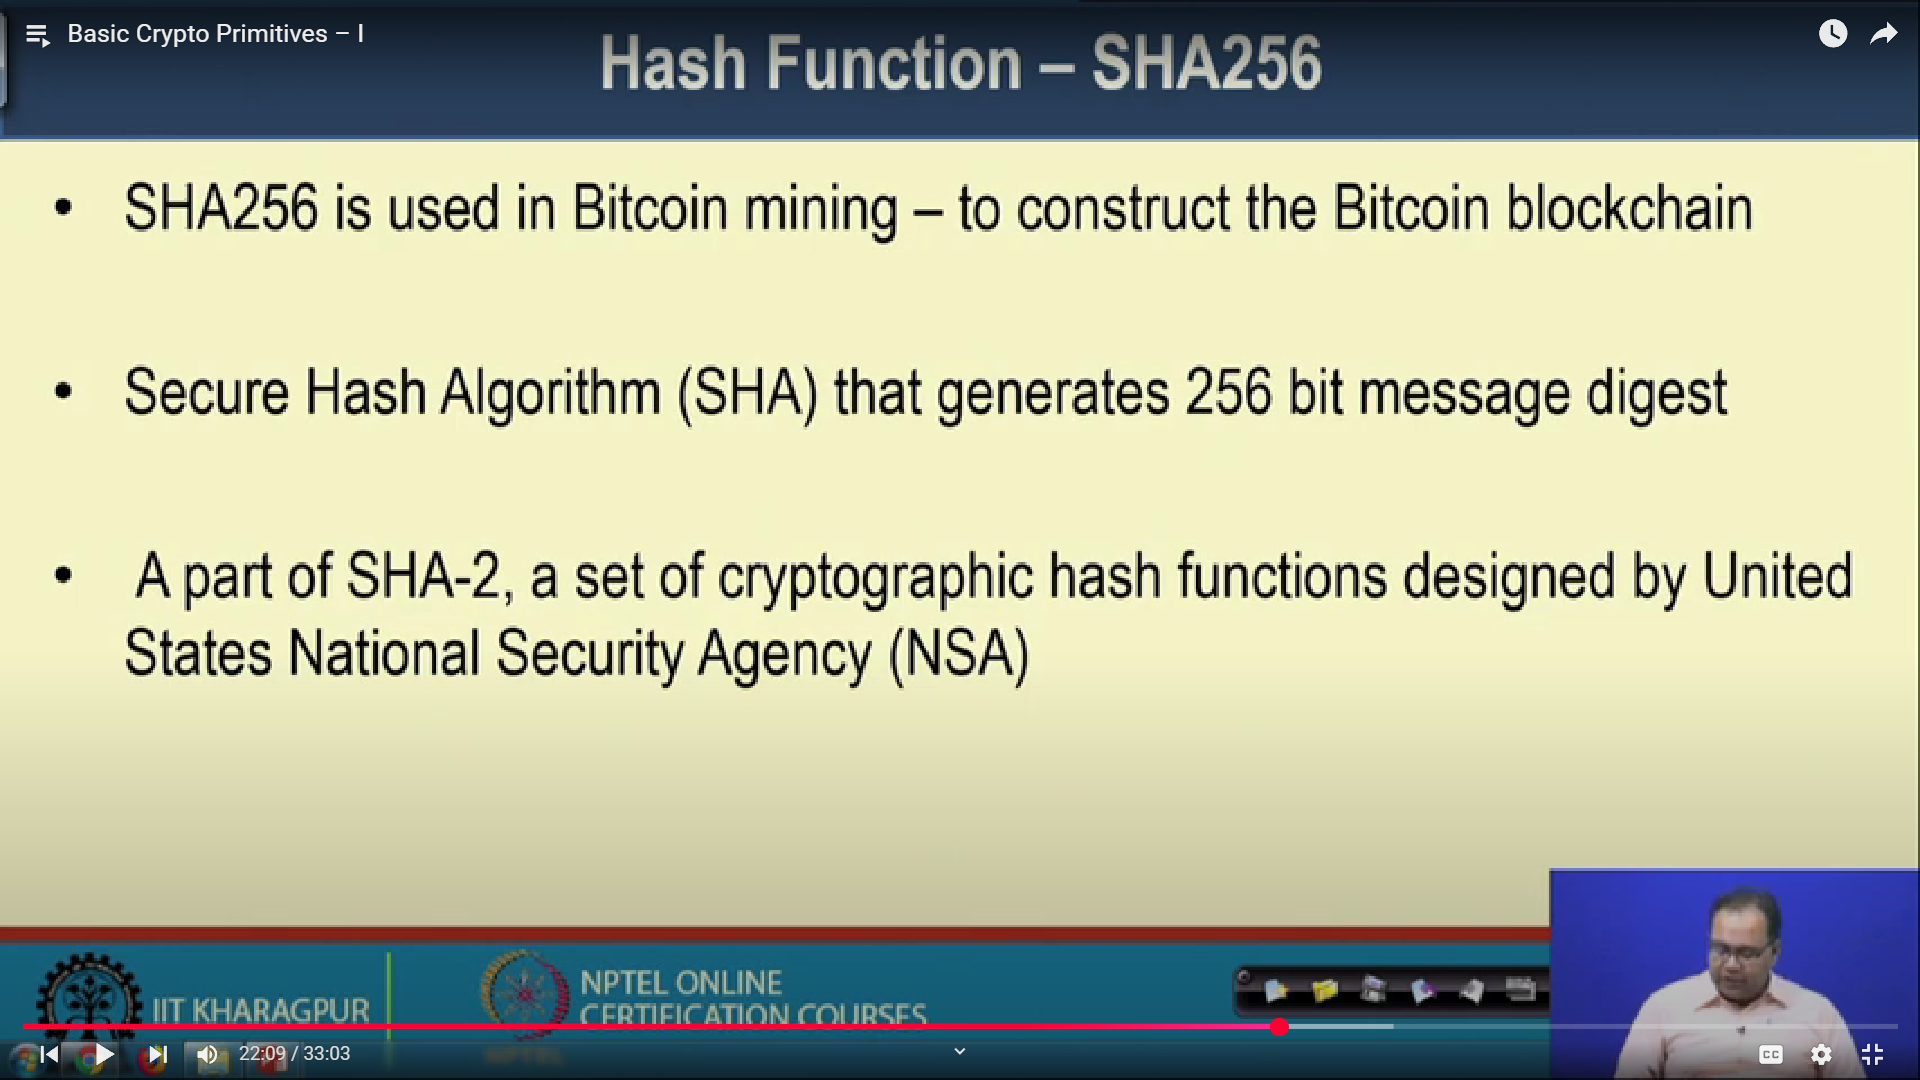 Basic Crypto Primitives – I
Hash Function – SHA256
• SHA256 is used in Bitcoin mining – to construct the Bitcoin blockchain
• Secure Hash Algorithm (SHA) that generates 256 bit message digest
• A part of SHA-2, a set of cryptographic hash functions designed by United
States National Security Agency (NSA)
IIT KHARAGPUR
NPTEL ONLINE
CERTIFICATION COURSES
NPTEL
22:09 / 33:03
CC